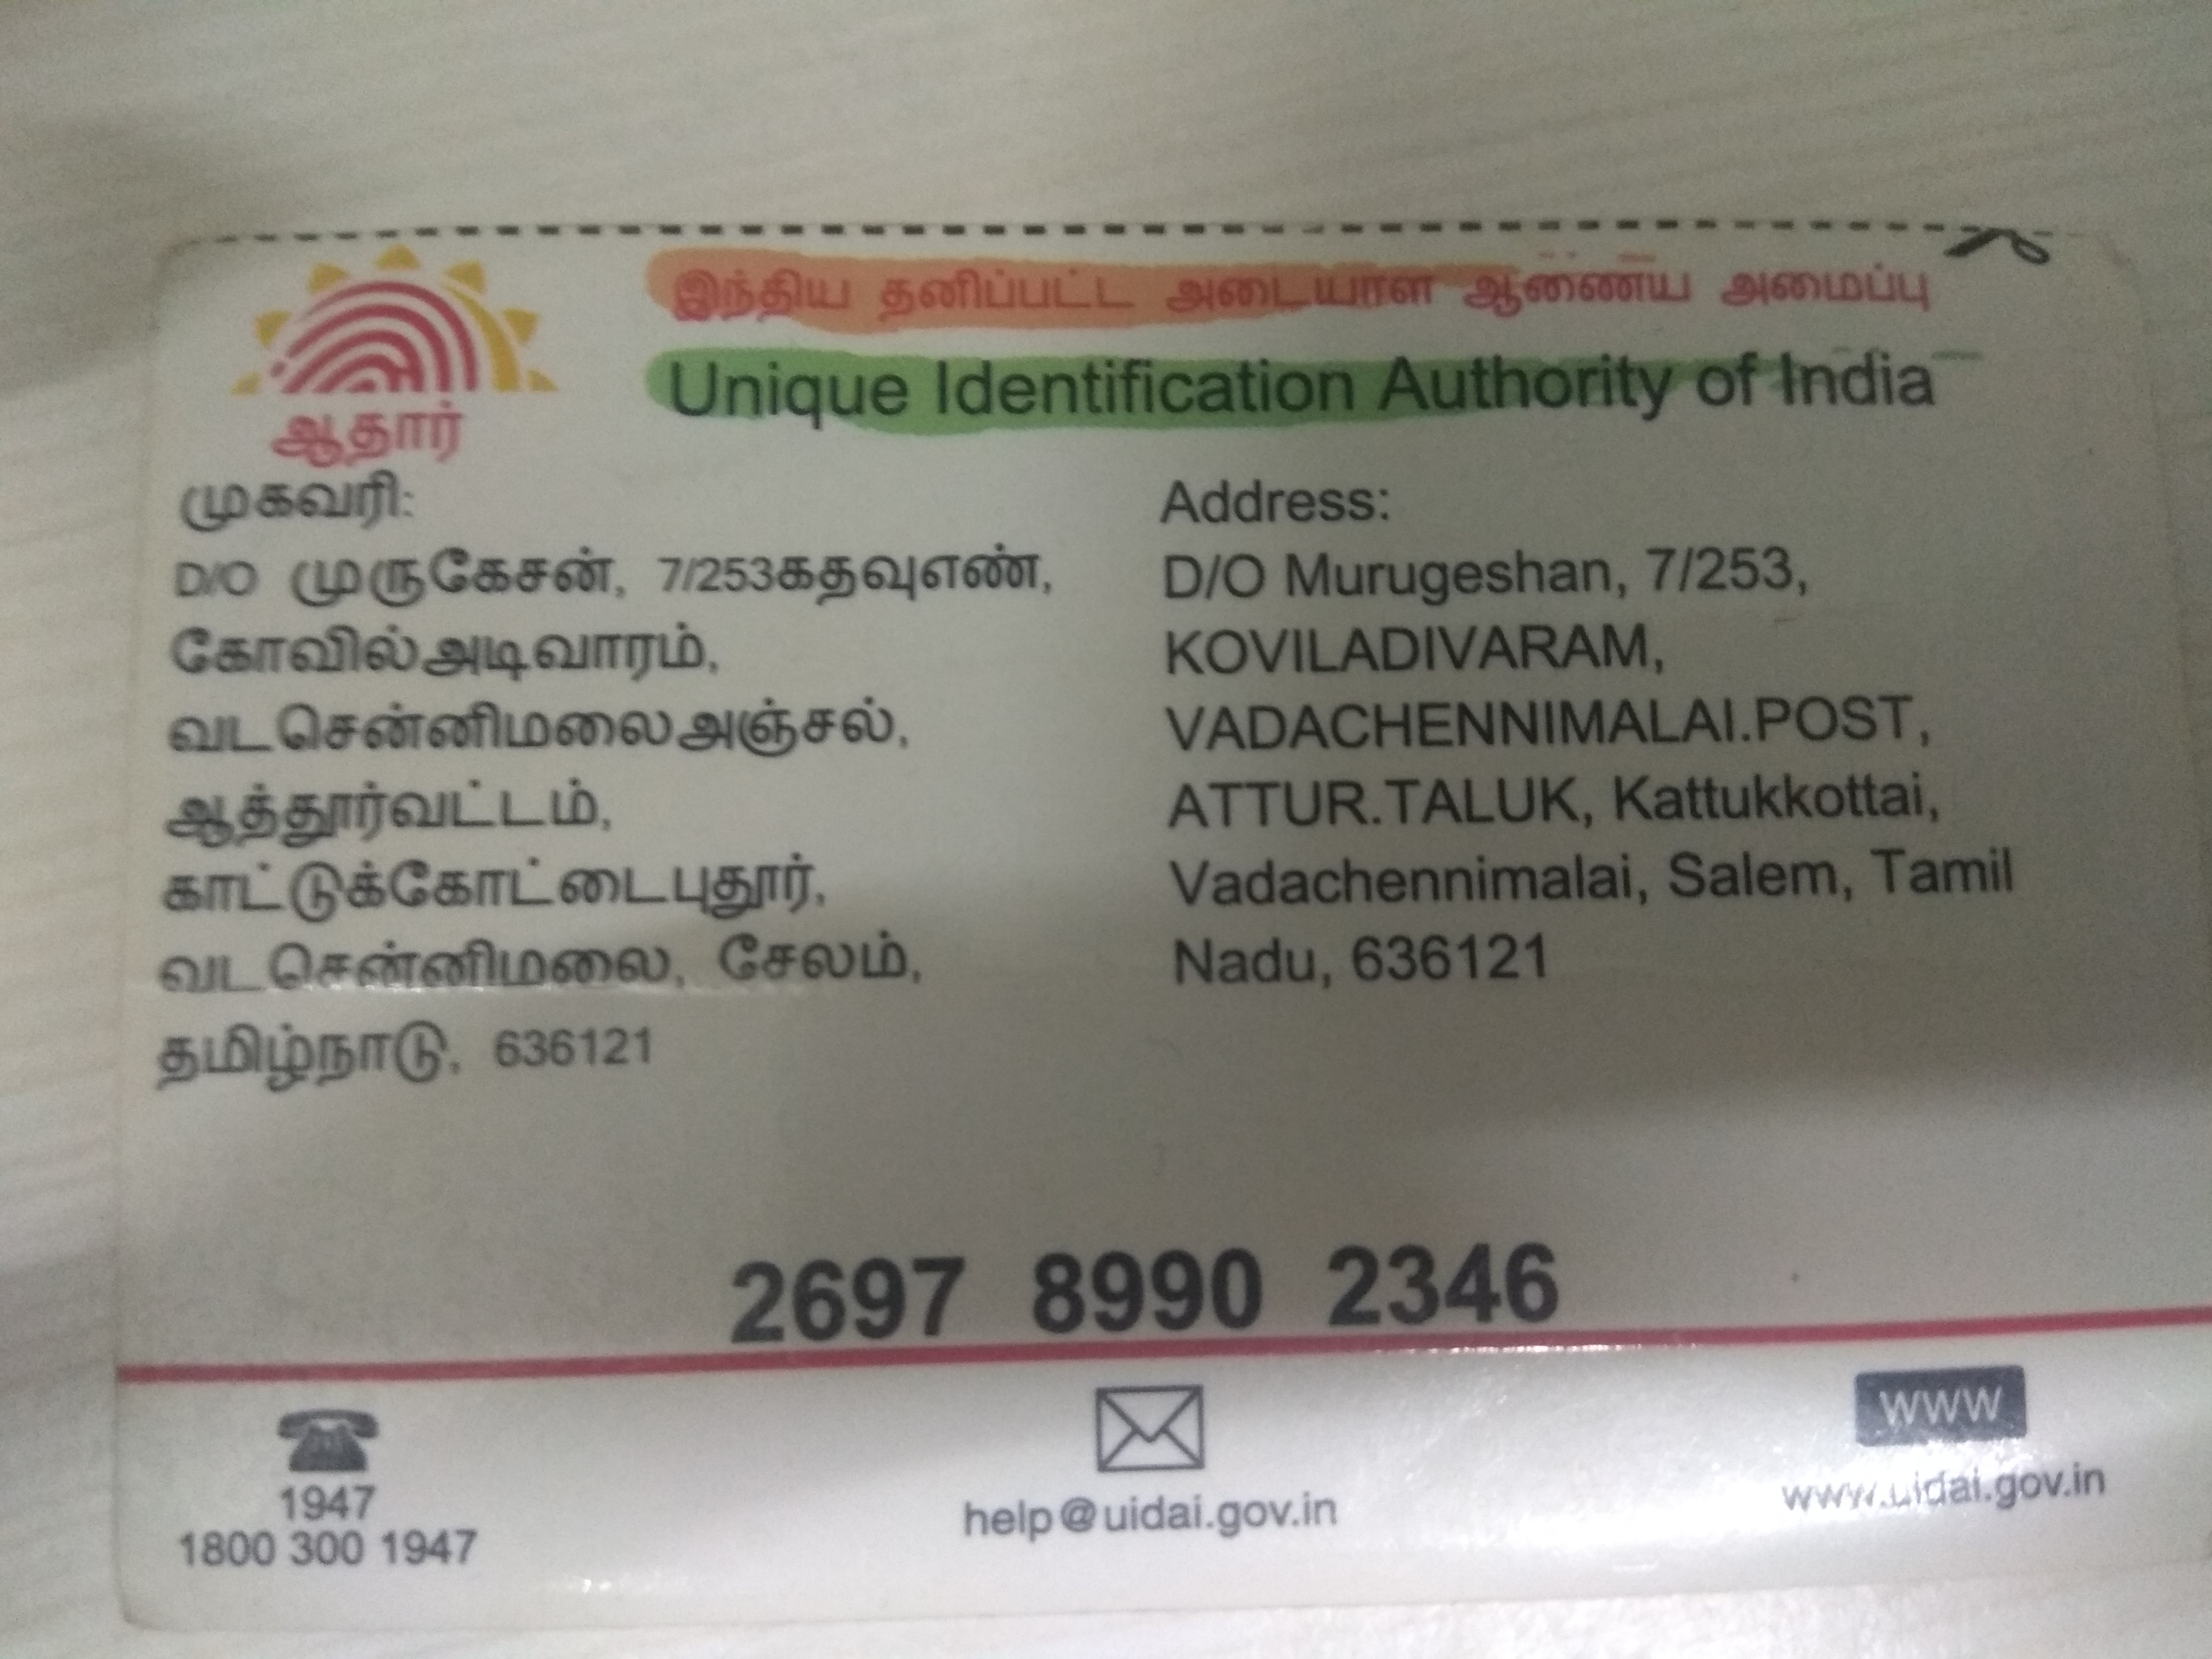 இந்திய தனிப்பட்ட அடையாள ஆணைய அமைப்பு
Unique Identification Authority of India
ஆதார்
முகவரி:
D/O முருகேசன், 7/253கதவுஎண்,
கோவில்அடிவாரம்,
வடசென்னிமலைஅஞ்சல்,
ஆத்தூர்வட்டம்,
காட்டுக்கோட்டைபுதூர்,
வடசென்னிமலை, சேலம்,
தமிழ்நாடு, 636121
Address:
D/O Murugeshan, 7/253,
KOVILADIVARAM,
VADACHENNIMALAI.POST,
ATTUR.TALUK, Kattukkottai,
Vadachennimalai, Salem, Tamil
Nadu, 636121
2697 8990 2346
1947
1800 300 1947
help@uidai.gov.in
www
www.uidai.gov.in